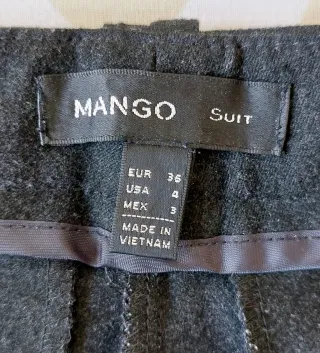 MANGO SUIT
EUR 36
USA 4
MEX 3
MADE IN
VIETNAM